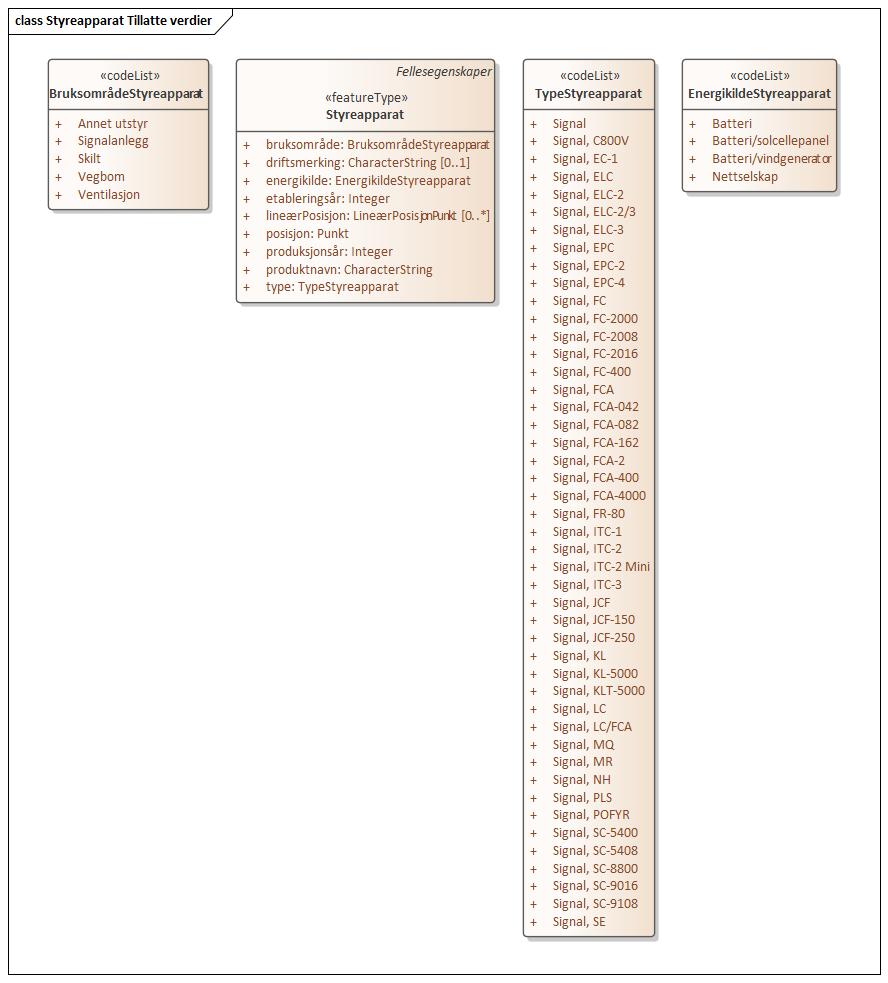 class Styreapparat Tillatte verdier
«codeList»
BruksområdeStyreapparat
+ Annet utstyr
+ Signalanlegg
+ Skilt
+ Vegbom
+ Ventilasjon
Fellesegenskaper
«featureType»
Styreapparat
+ bruksområde: BruksområdeStyreapparat
+ driftsmerking: CharacterString [0..1]
+ energikilde: EnergikildeStyreapparat
+ etableringsår: Integer
+ lineærPosisjon: LineærPosisjonPunkt [0..*]
+ posisjon: Punkt
+ produksjonsår: Integer
+ produktnavn: CharacterString
+ type: TypeStyreapparat
«codeList»
TypeStyreapparat
+ Signal
+ Signal, C800V
+ Signal, EC-1
+ Signal, ELC
+ Signal, ELC-2
+ Signal, ELC-2/3
+ Signal, ELC-3
+ Signal, EPC
+ Signal, EPC-2
+ Signal, EPC-4
+ Signal, FC
+ Signal, FC-2000
+ Signal, FC-2008
+ Signal, FC-2016
+ Signal, FC-400
+ Signal, FCA
+ Signal, FCA-042
+ Signal, FCA-082
+ Signal, FCA-162
+ Signal, FCA-2
+ Signal, FCA-400
+ Signal, FCA-4000
+ Signal, FR-80
+ Signal, ITC-1
+ Signal, ITC-2
+ Signal, ITC-2 Mini
+ Signal, ITC-3
+ Signal, JCF
+ Signal, JCF-150
+ Signal, JCF-250
+ Signal, KL
+ Signal, KL-5000
+ Signal, KLT-5000
+ Signal, LC
+ Signal, LC/FCA
+ Signal, MQ
+ Signal, MR
+ Signal, NH
+ Signal, PLS
+ Signal, POFYR
+ Signal, SC-5400
+ Signal, SC-5408
+ Signal, SC-8800
+ Signal, SC-9016
+ Signal, SC-9108
+ Signal, SE
«codeList»
EnergikildeStyreapparat
+ Batteri
+ Batteri/solcellepanel
+ Batteri/vindgenerator
+ Nettselskap